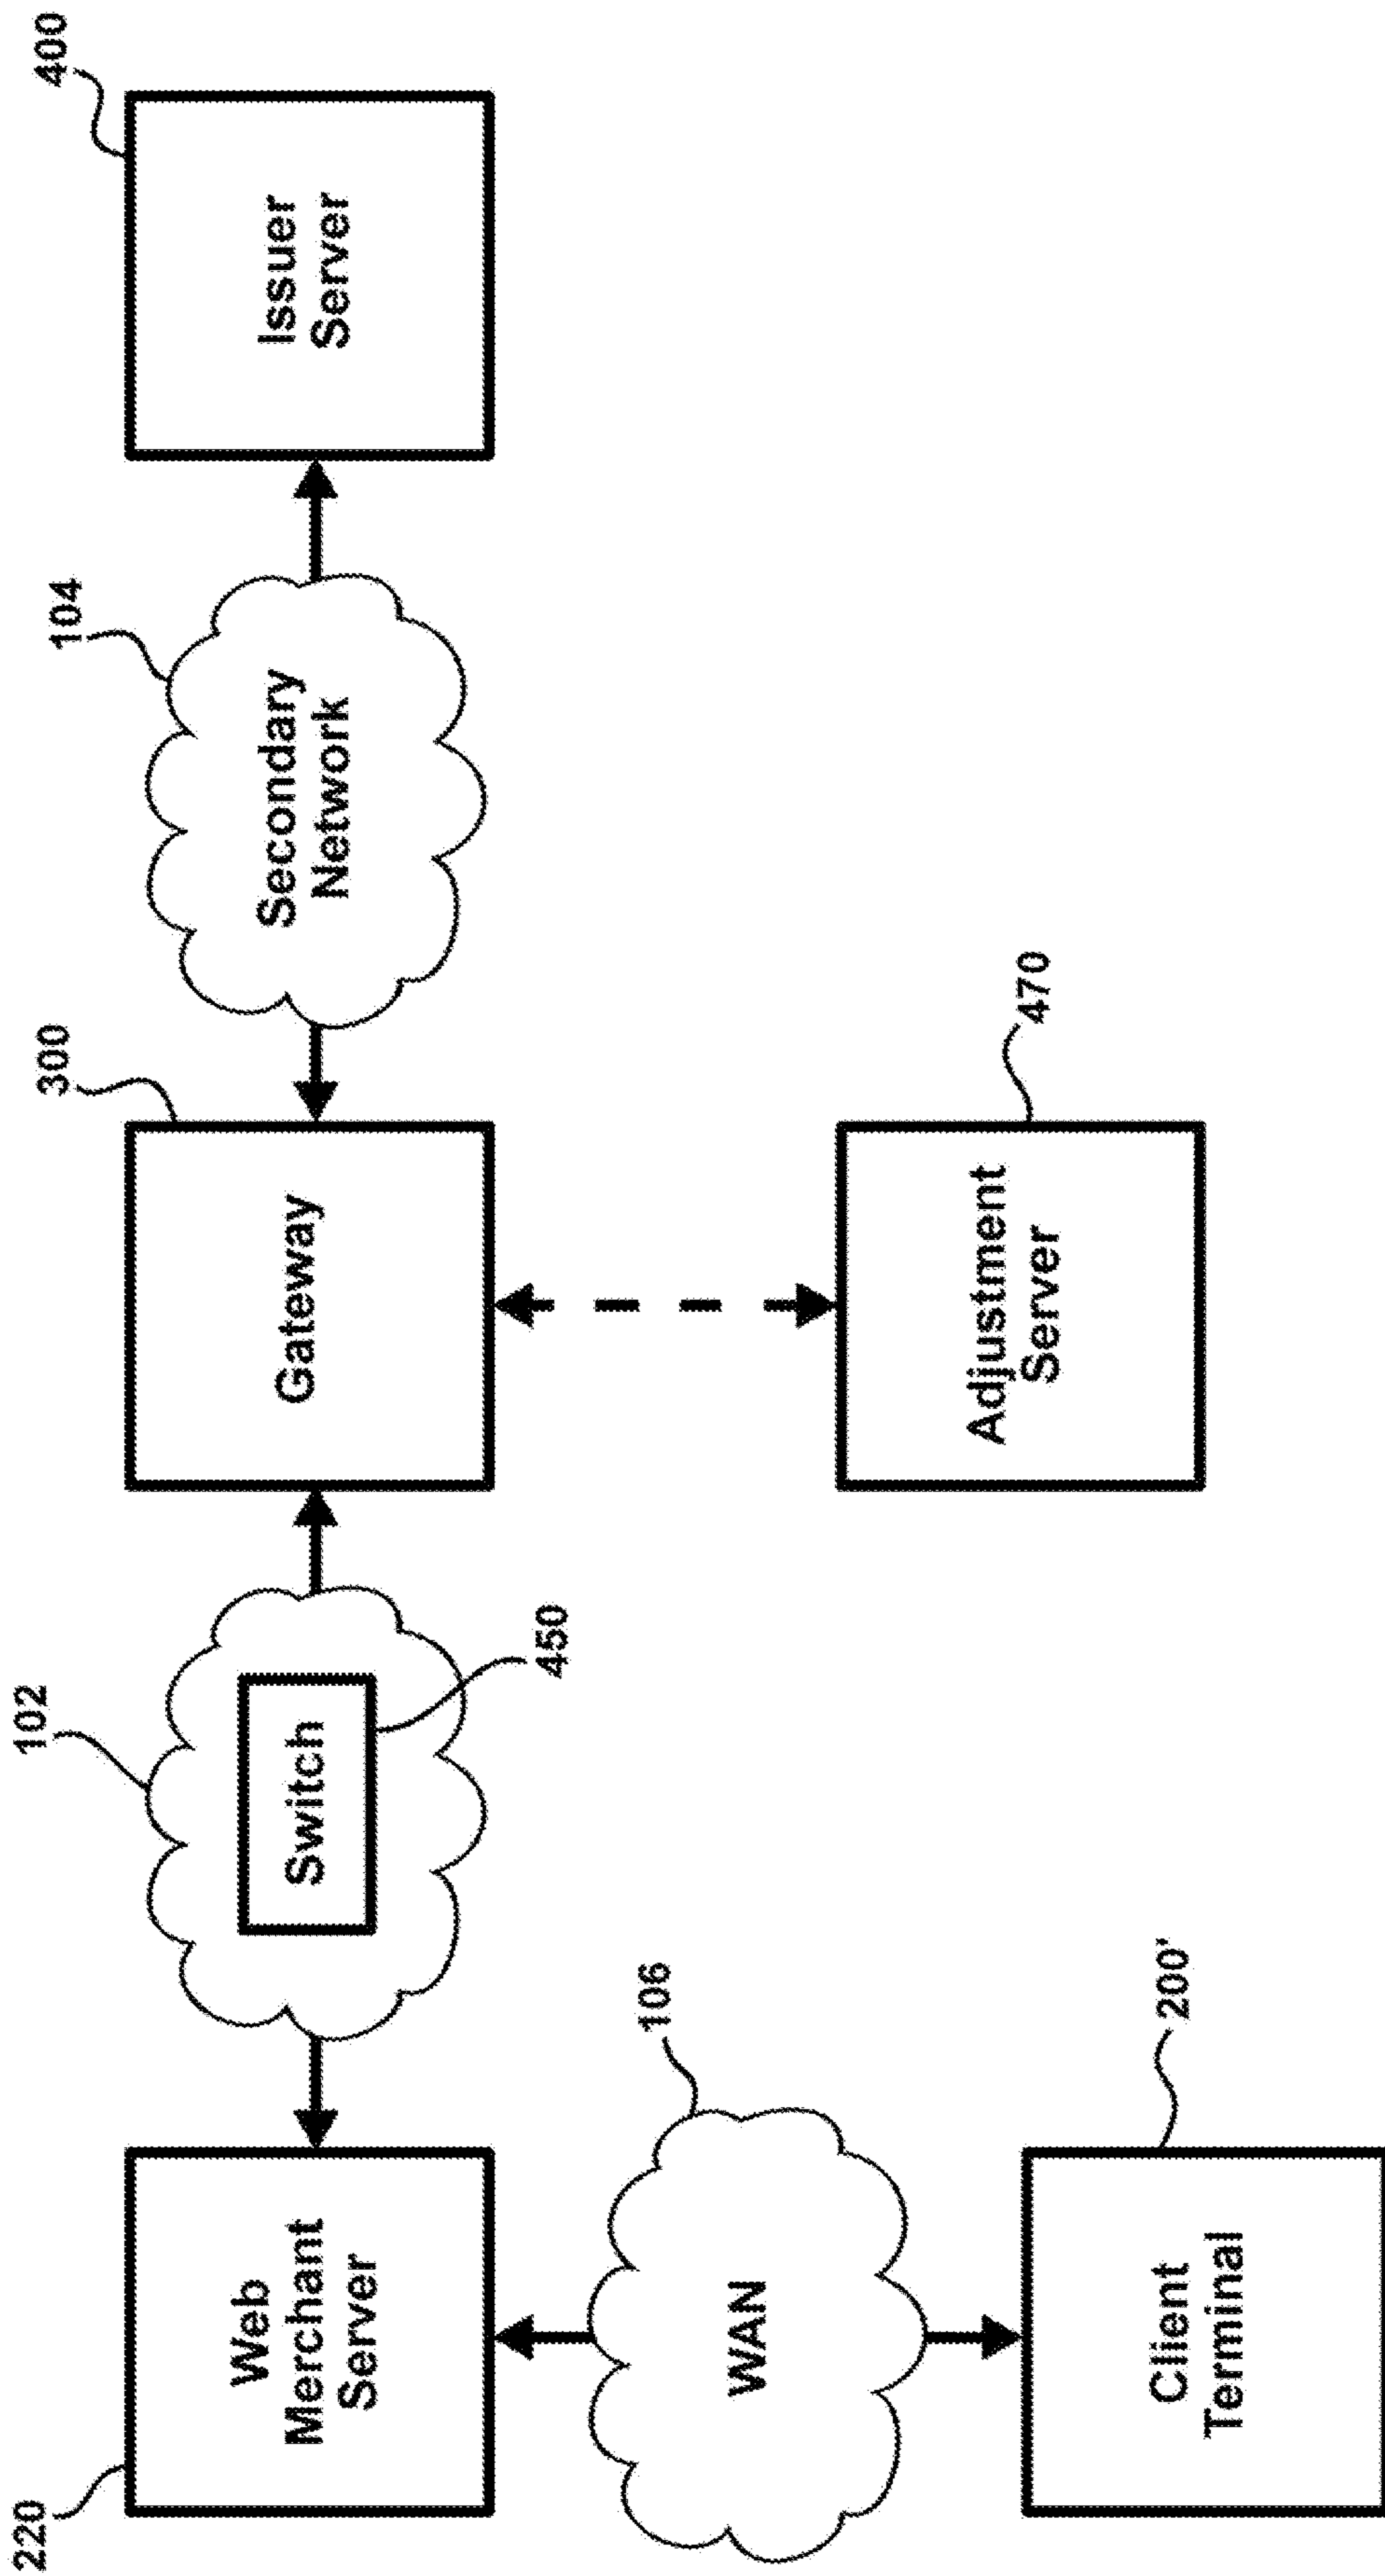 220
Web
Merchant
Server
102
Switch
450
300
Gateway
104
Secondary
Network
400
Issuer
Server
106
WAN
200'
Client
Terminal
470
Adjustment
Server